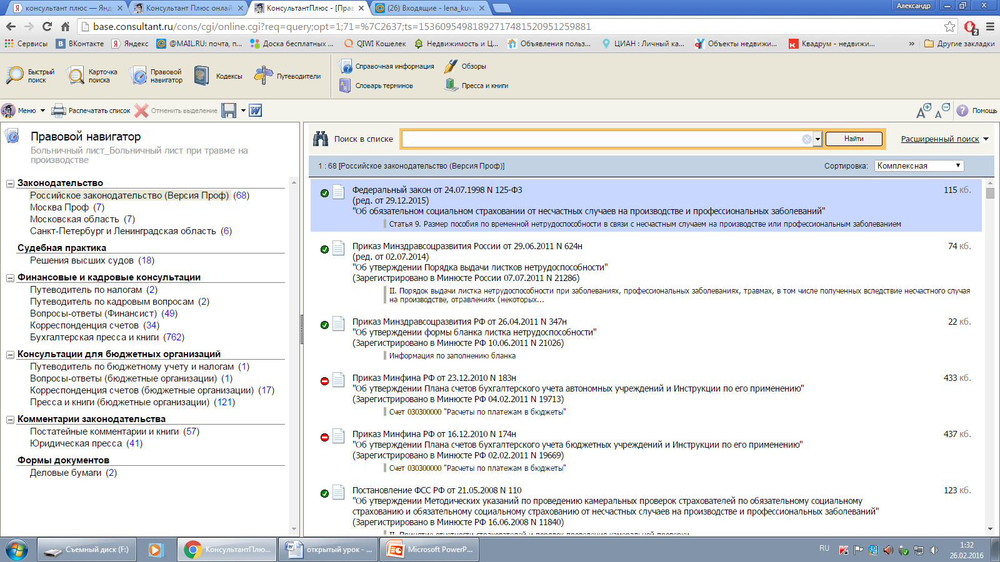 консультант плюс — Янд
Консультант Плюс онлай
КонсультантПлюс - [Прав
(26) Входящие - lena_kuva
Александр
base.consultant.ru/cons/cgi/online.cgi?req=query;opt=1;71=%7C2637;ts=15360954981892717481520951259881
Сервисы
ВКонтакте
Яндекс
@MAIL.RU: почта, п...
Доска бесплатных ...
QIWI Кошелек
Недвижимость и Ц...
Объявления польз...
ЦИАН : Личный ка...
Объекты недвижи...
Квадрум - недвижи...
»
Другие закладки
Быстрый поиск
Карточка поиска
Правовой навигатор
Кодексы
Путеводители
Справочная информация
Обзоры
Словарь терминов
Пресса и книги
Меню
Распечатать список
Отменить выделение
Помощь
Правовой навигатор
Больничный лист_Больничный лист при травме на
производстве
Законодательство
Российское законодательство (Версия Проф) (68)
Москва Проф (7)
Московская область (7)
Санкт-Петербург и Ленинградская область (6)
Судебная практика
Решения высших судов (18)
Финансовые и кадровые консультации
Путеводитель по налогам (2)
Путеводитель по кадровым вопросам (2)
Вопросы-ответы (Финансист) (49)
Корреспонденция счетов (34)
Бухгалтерская пресса и книги (762)
Консультации для бюджетных организаций
Путеводитель по бюджетному учету и налогам (1)
Вопросы-ответы (бюджетные организации) (1)
Корреспонденция счетов (бюджетные организации) (17)
Пресса и книги (бюджетные организации) (121)
Комментарии законодательства
Постатейные комментарии и книги (57)
Юридическая пресса (41)
Формы документов
Деловые бумаги (2)
Поиск в списке
Найти
Расширенный поиск
1 : 68 [Российское законодательство (Версия Проф)]
Сортировка: Комплексная
Федеральный закон от 24.07.1998 N 125-ФЗ 115 кб.
(ред. от 29.12.2015)
"Об обязательном социальном страховании от несчастных случаев на производстве и профессиональных заболеваний"
Статья 9. Размер пособия по временной нетрудоспособности в связи с несчастным случаем на производстве или профессиональным заболеванием
Приказ Минздравсоцразвития России от 29.06.2011 N 624н 74 кб.
(ред. от 02.07.2014)
"Об утверждении Порядка выдачи листков нетрудоспособности"
(Зарегистрировано в Минюсте России 07.07.2011 N 21286)
II. Порядок выдачи листка нетрудоспособности при заболеваниях, профессиональных заболеваниях, травмах, в том числе полученных вследствие несчастного случая
на производстве, отравлениях (некоторых...
Приказ Минздравсоцразвития РФ от 26.04.2011 N 347н 22 кб.
"Об утверждении формы бланка листка нетрудоспособности"
(Зарегистрировано в Минюсте РФ 10.06.2011 N 21026)
Информация по заполнению бланка
Приказ Минфина РФ от 23.12.2010 N 183н 433 кб.
"Об утверждении Плана счетов бухгалтерского учета автономных учреждений и Инструкции по его применению"
(Зарегистрировано в Минюсте РФ 04.02.2011 N 19713)
Счет 030300000 "Расчеты по платежам в бюджеты"
Приказ Минфина РФ от 16.12.2010 N 174н 437 кб.
"Об утверждении Плана счетов бухгалтерского учета бюджетных учреждений и Инструкции по его применению"
(Зарегистрировано в Минюсте РФ 02.02.2011 N 19669)
Счет 030300000 "Расчеты по платежам в бюджеты"
Постановление ФСС РФ от 21.05.2008 N 110 123 кб.
"Об утверждении Методических указаний по проведению камеральных проверок страхователей по обязательному социальному
страхованию и обязательному социальному страхованию от несчастных случаев на производстве и профессиональных заболеваний"
(Зарегистрировано в Минюсте РФ 16.06.2008 N 11840)
Съемный диск (F:)
КонсультантПлю...
открытый урок - ...
Microsoft PowerP...
RU
1:32
26.02.2016